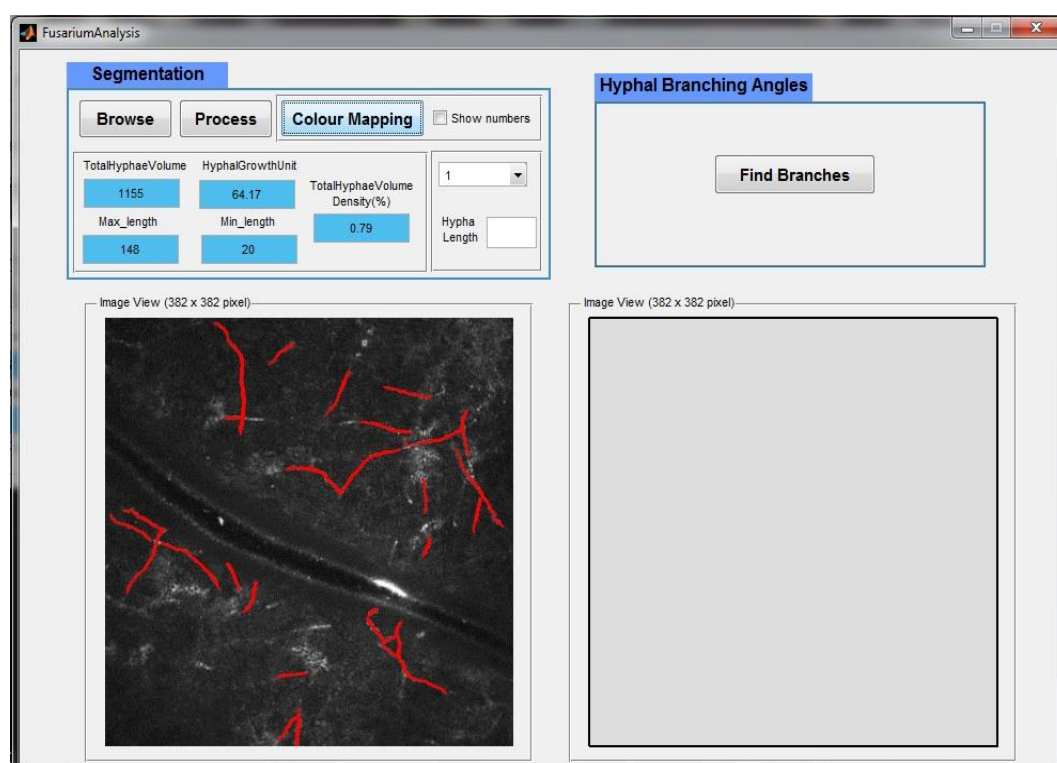 FusariumAnalysis
Segmentation
Browse Process Colour Mapping Show numbers
TotalHyphaeVolume HyphalGrowthUnit
1155 64.17
TotalHyphaeVolume
Density(%)
0.79
Max_length Min_length
148 20
1
Hypha
Length
Hyphal Branching Angles
Find Branches
Image View (382 x 382 pixel)
Image View (382 x 382 pixel)